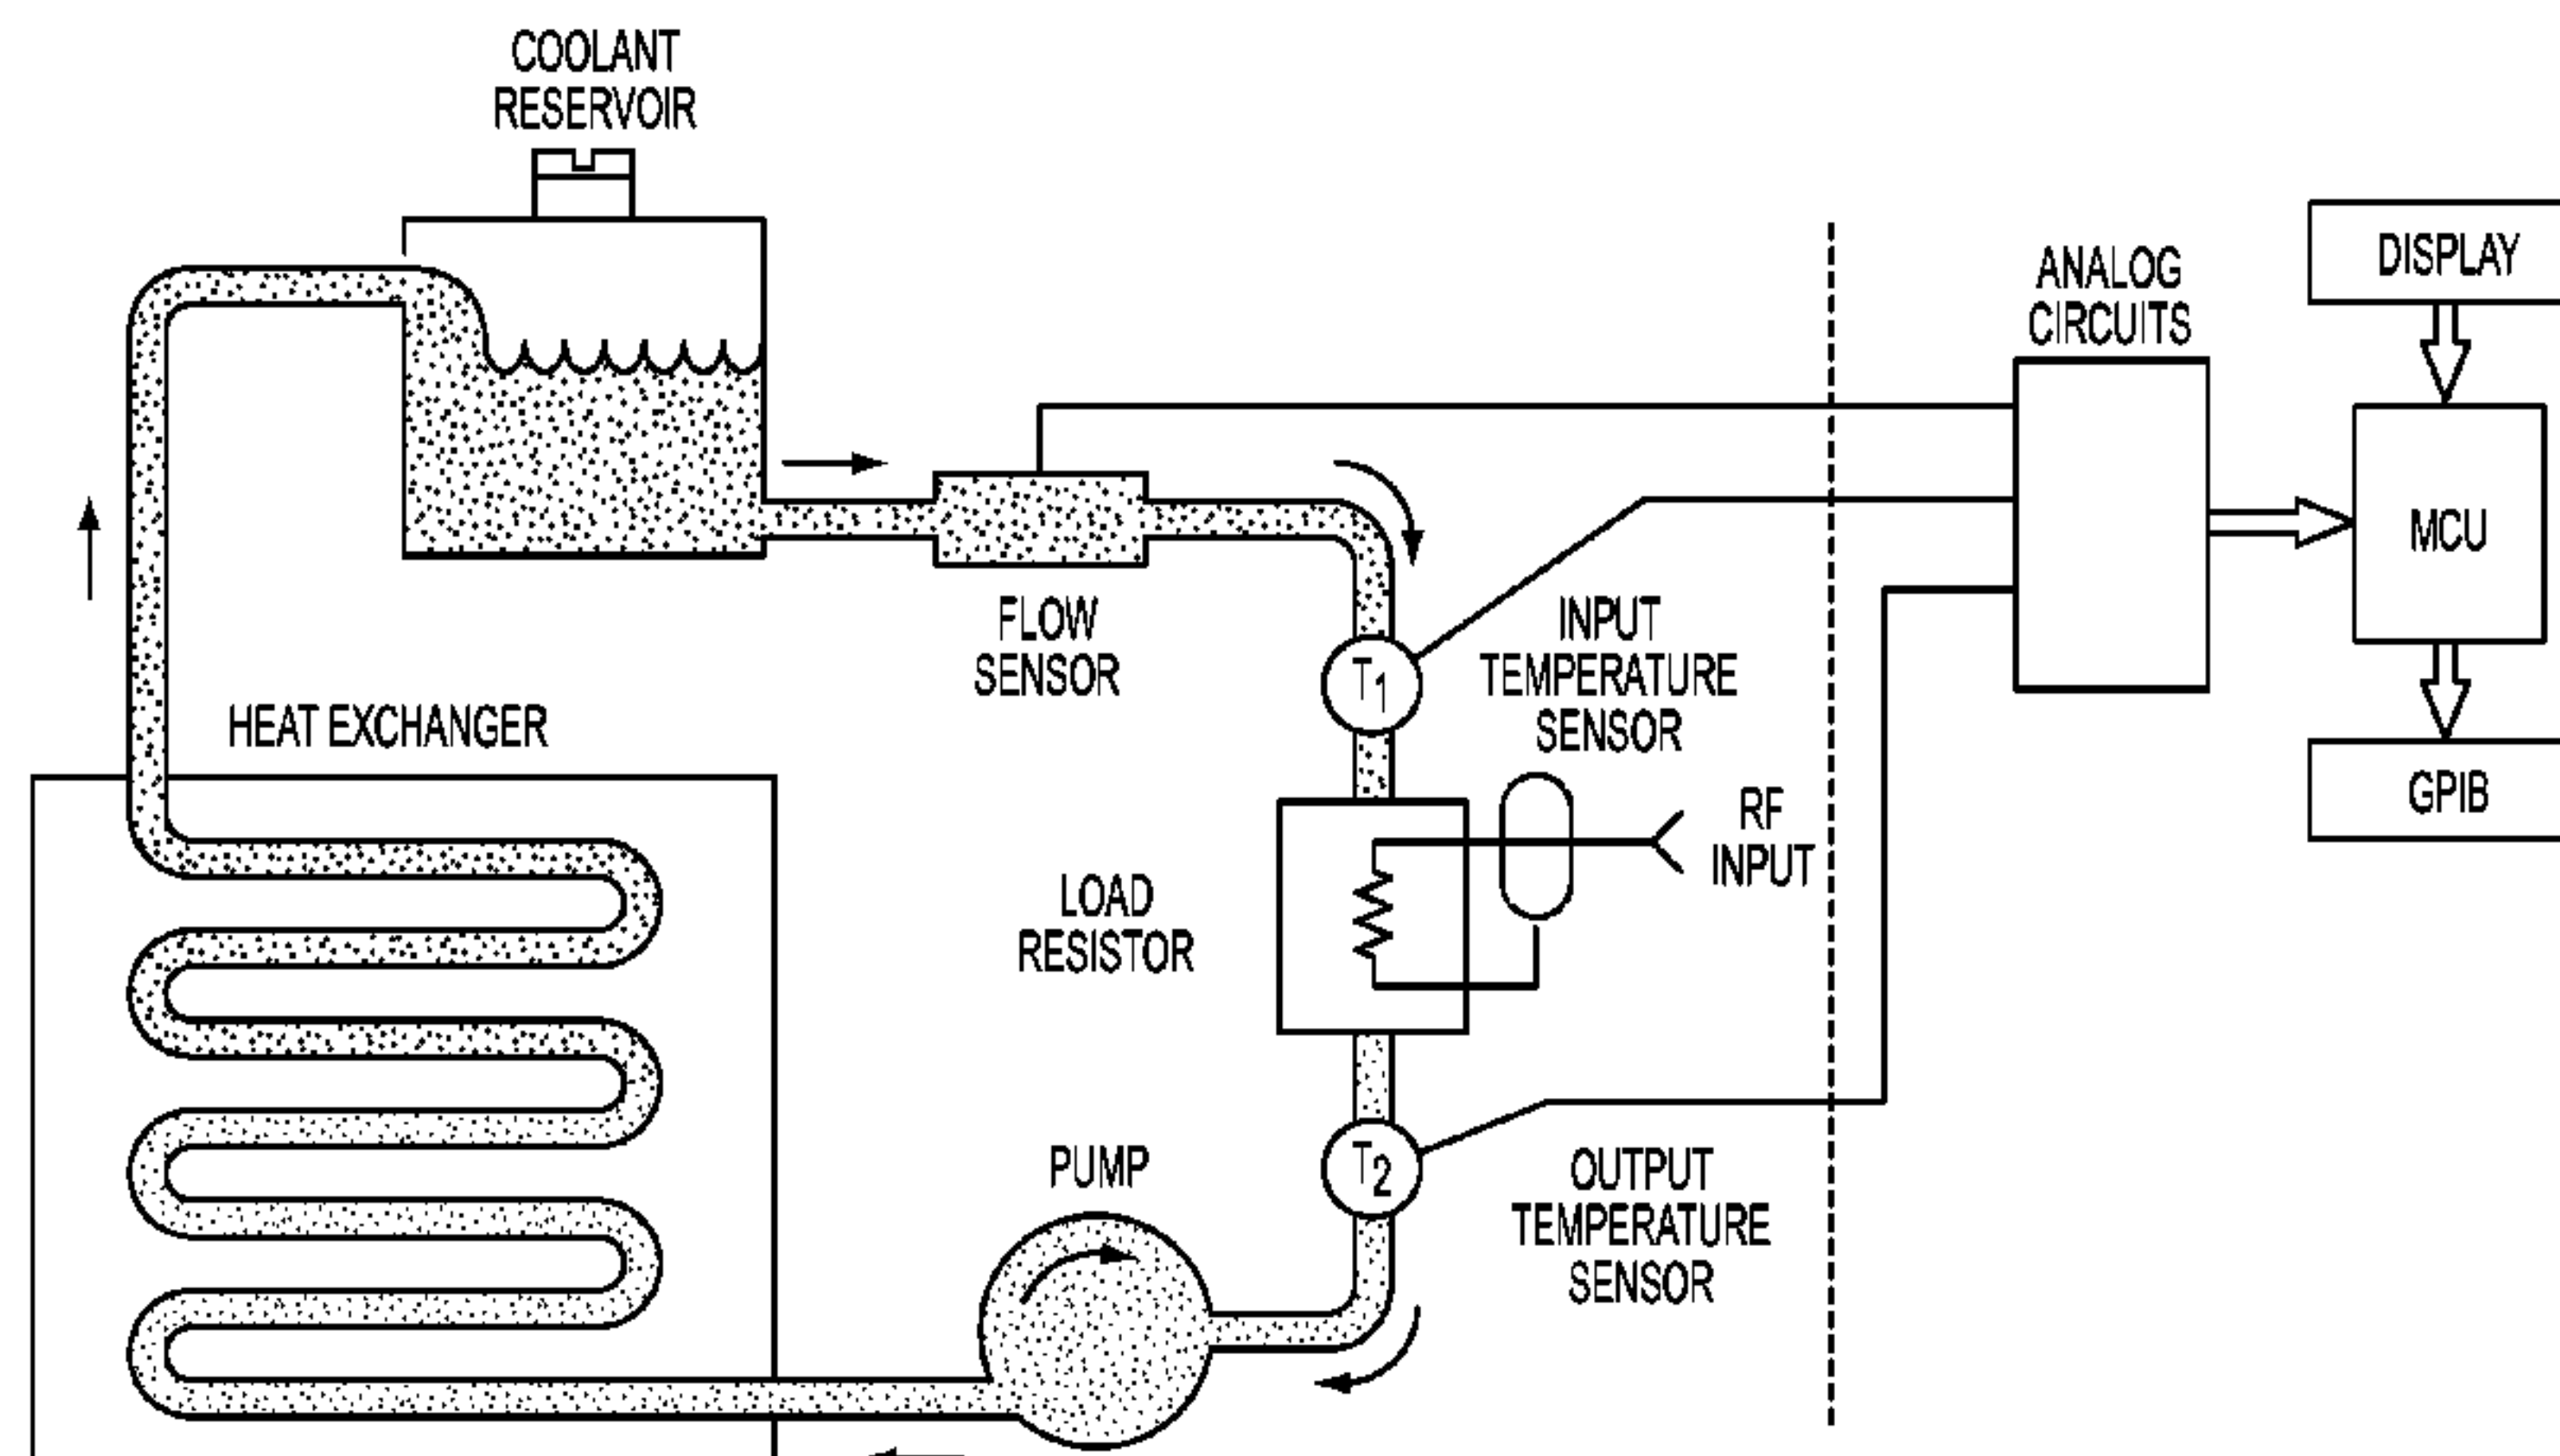 COOLANT
RESERVOIR
ANALOG
CIRCUITS
DISPLAY
MCU
GPIB
FLOW
SENSOR
T1
INPUT
TEMPERATURE
SENSOR
HEAT EXCHANGER
RF
INPUT
LOAD
RESISTOR
T2
OUTPUT
TEMPERATURE
SENSOR
PUMP